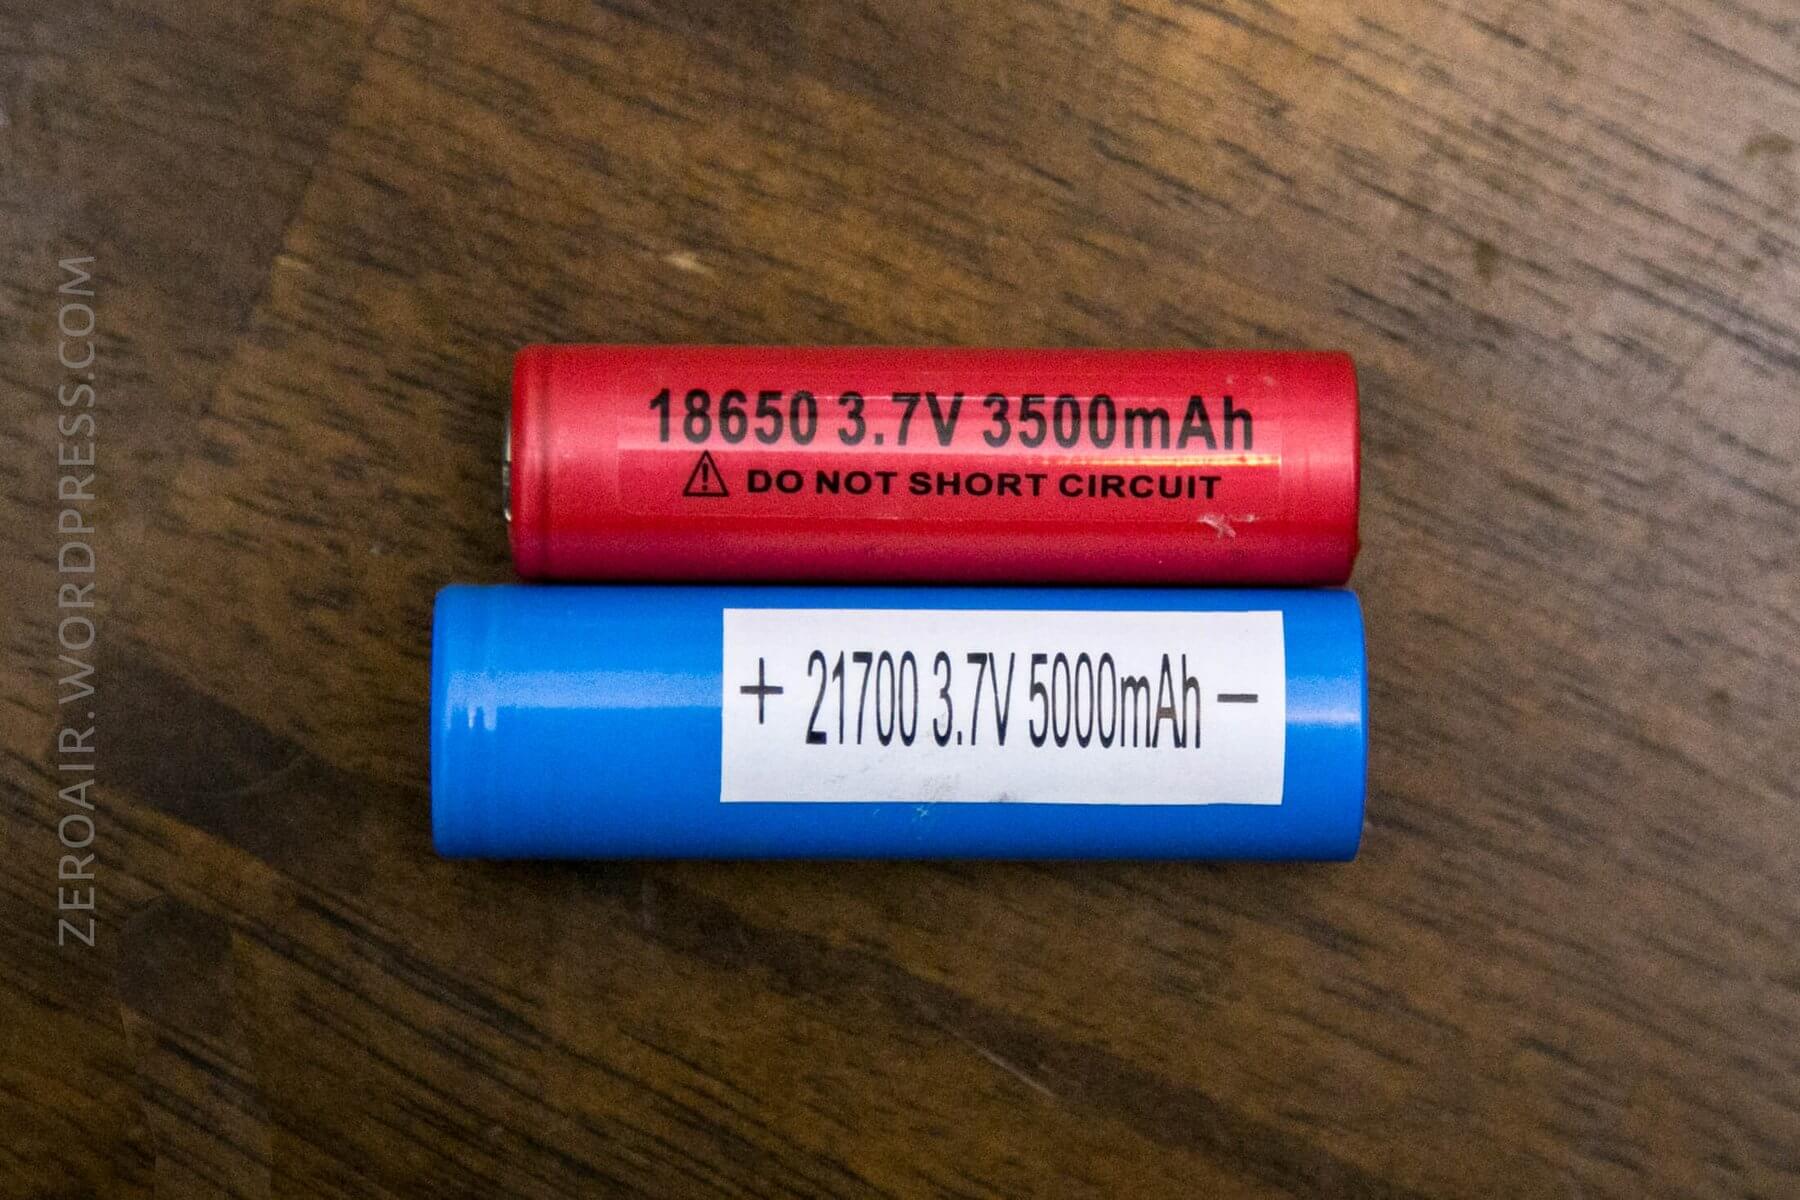 ZEROAIR.WORDPRESS.COM
18650 3.7V 3500mAh
DO NOT SHORT CIRCUIT
+ 21700 3.7V 5000mAh −